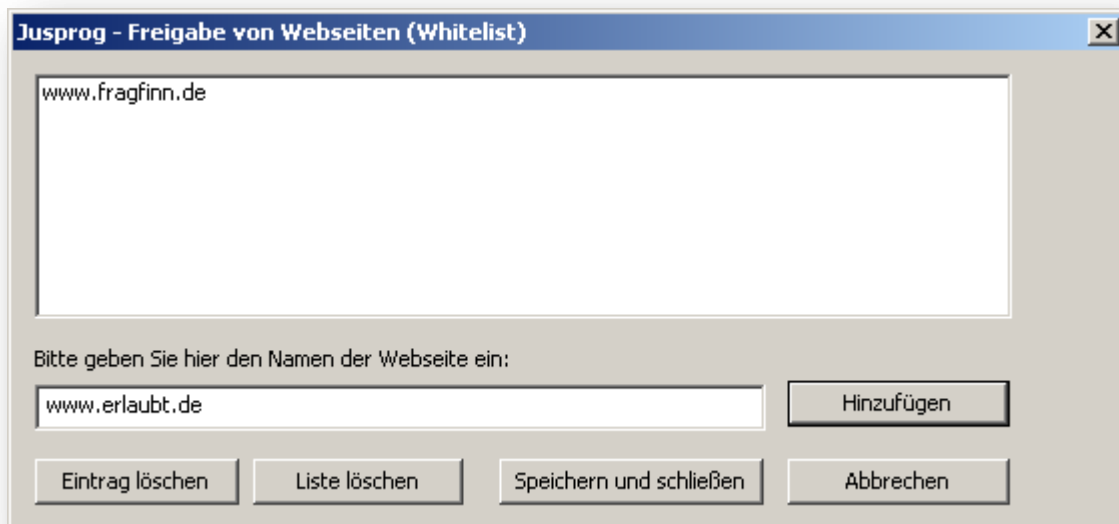 Jusprog - Freigabe von Webseiten (Whitelist)
www.fragfinn.de
Bitte geben Sie hier den Namen der Webseite ein:
www.erlaubt.de
Hinzufügen
Eintrag löschen
Liste löschen
Speichern und schließen
Abbrechen